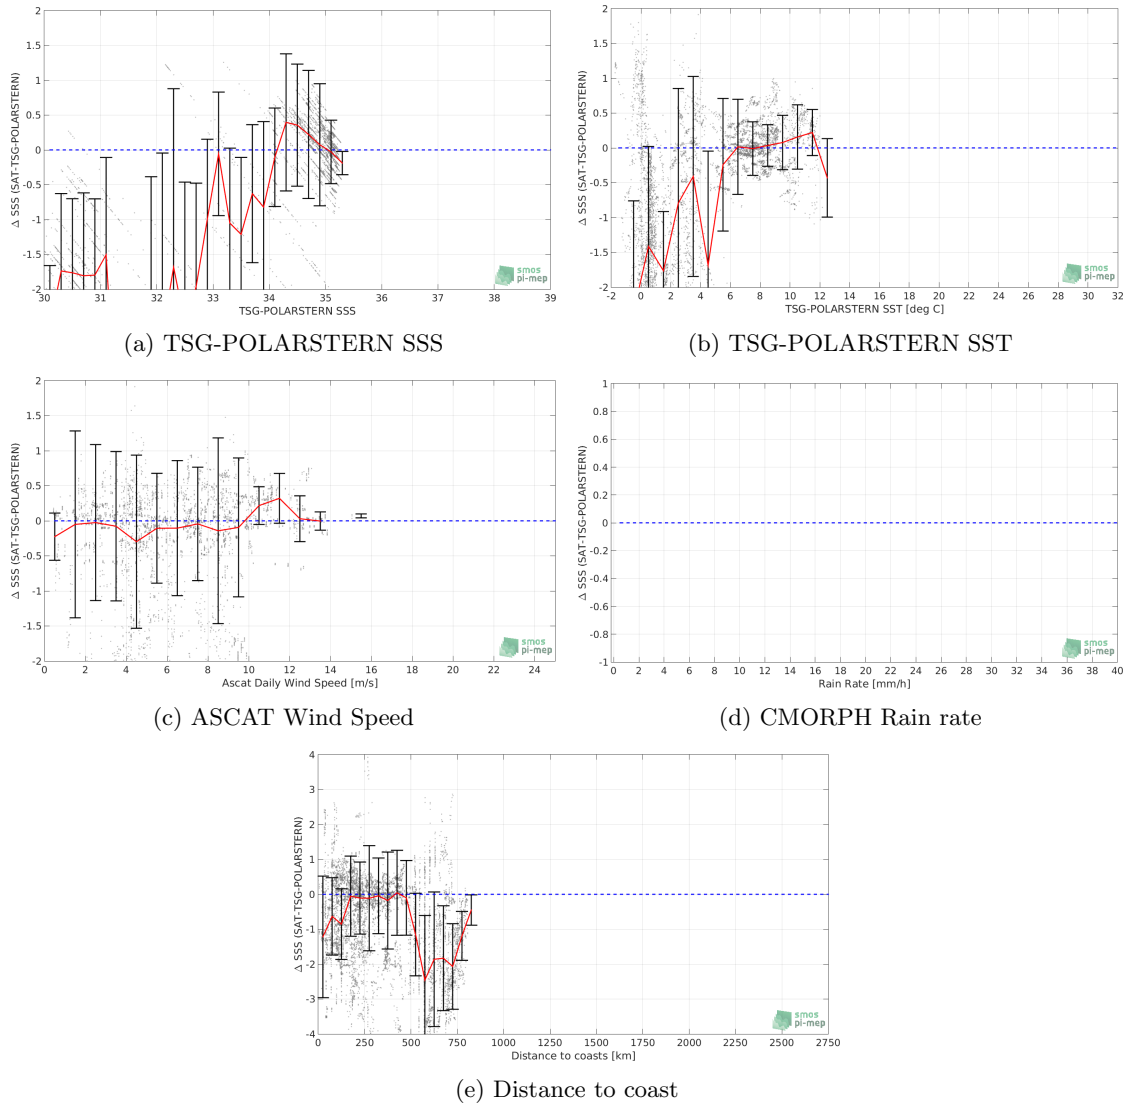 2
1.5
1
0.5
0
-0.5
-1
-1.5
-2
Δ SSS (SAT-TSG-POLARSTERN)
30 31 32 33 34 35 36 37 38 39
TSG-POLARSTERN SSS
smos
pi-mep
(a) TSG-POLARSTERN SSS
2
1.5
1
0.5
0
-0.5
-1
-1.5
-2
Δ SSS (SAT-TSG-POLARSTERN)
-2 0 2 4 6 8 10 12 14 16 18 20 22 24 26 28 30 32
TSG-POLARSTERN SST [deg C]
smos
pi-mep
(b) TSG-POLARSTERN SST
2
1.5
1
0.5
0
-0.5
-1
-1.5
-2
Δ SSS (SAT-TSG-POLARSTERN)
0 2 4 6 8 10 12 14 16 18 20 22 24
Ascat Daily Wind Speed [m/s]
smos
pi-mep
(c) ASCAT Wind Speed
1
0.8
0.6
0.4
0.2
0
-0.2
-0.4
-0.6
-0.8
-1
Δ SSS (SAT-TSG-POLARSTERN)
0 2 4 6 8 10 12 14 16 18 20 22 24 26 28 30 32 34 36 38 40
Rain Rate [mm/h]
smos
pi-mep
(d) CMORPH Rain rate
4
3
2
1
0
-1
-2
-3
-4
Δ SSS (SAT-TSG-POLARSTERN)
0 250 500 750 1000 1250 1500 1750 2000 2250 2500 2750
Distance to coasts [km]
smos
pi-mep
(e) Distance to coast